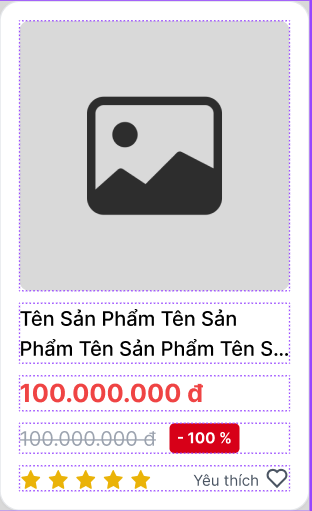 Tên Sản Phẩm Tên Sản
Phẩm Tên Sản Phẩm Tên S...
100.000.000 đ
100.000.000 đ - 100 %
Yêu thích